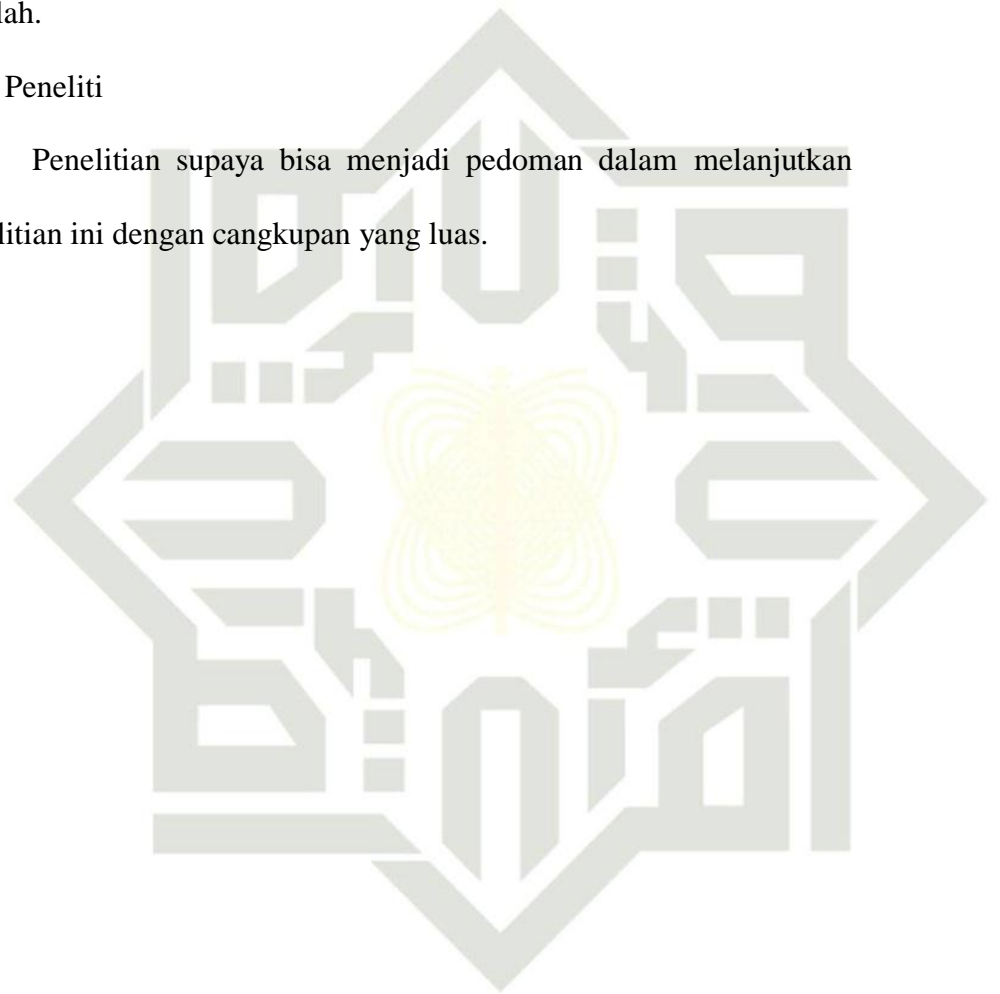 lah.
Peneliti
Penelitian supaya bisa menjadi pedoman dalam melanjutkan
litian ini dengan cangkupan yang luas.